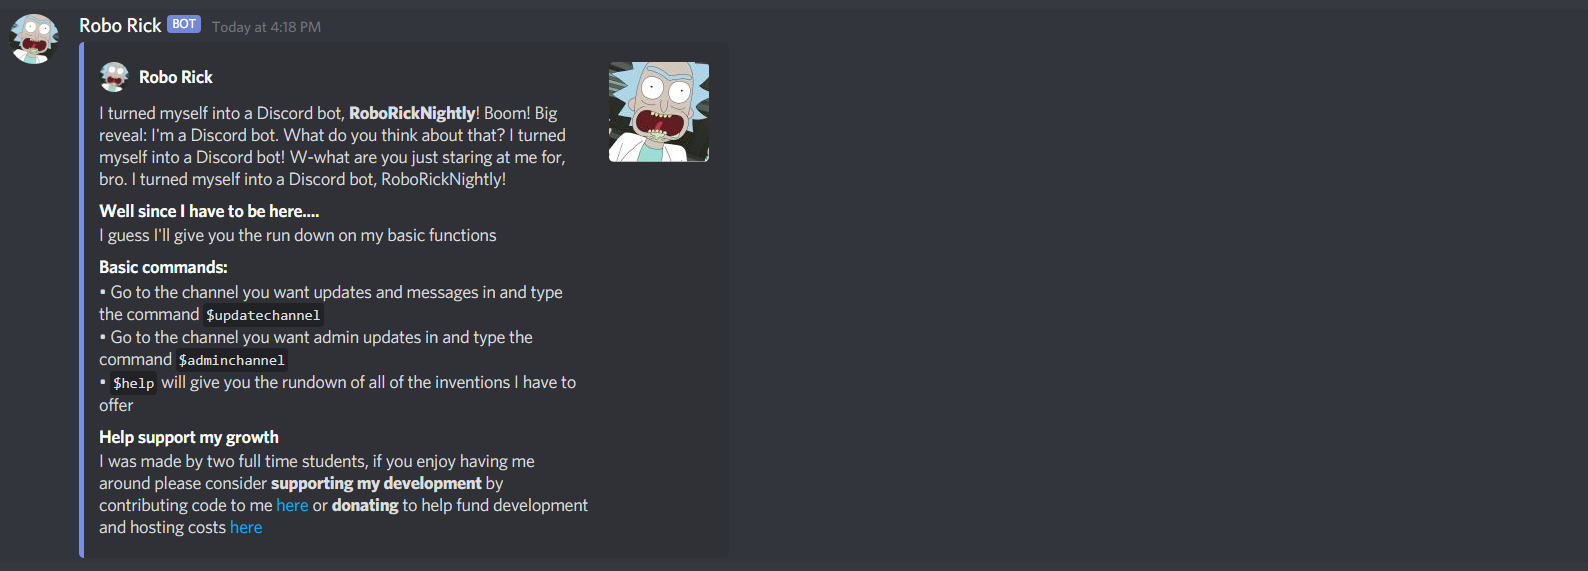 Robo Rick BOT Today at 4:18 PM
Robo Rick
I turned myself into a Discord bot, RoboRickNightly! Boom! Big
reveal: I'm a Discord bot. What do you think about that? I turned
myself into a Discord bot! W-what are you just staring at me for,
bro. I turned myself into a Discord bot, RoboRickNightly!
Well since I have to be here....
I guess I'll give you the run down on my basic functions
Basic commands:
• Go to the channel you want updates and messages in and type
the command $updatechannel
• Go to the channel you want admin updates in and type the
command $adminchannel
• $help will give you the rundown of all of the inventions I have to
offer
Help support my growth
I was made by two full time students, if you enjoy having me
around please consider supporting my development by
contributing code to me here or donating to help fund development
and hosting costs here